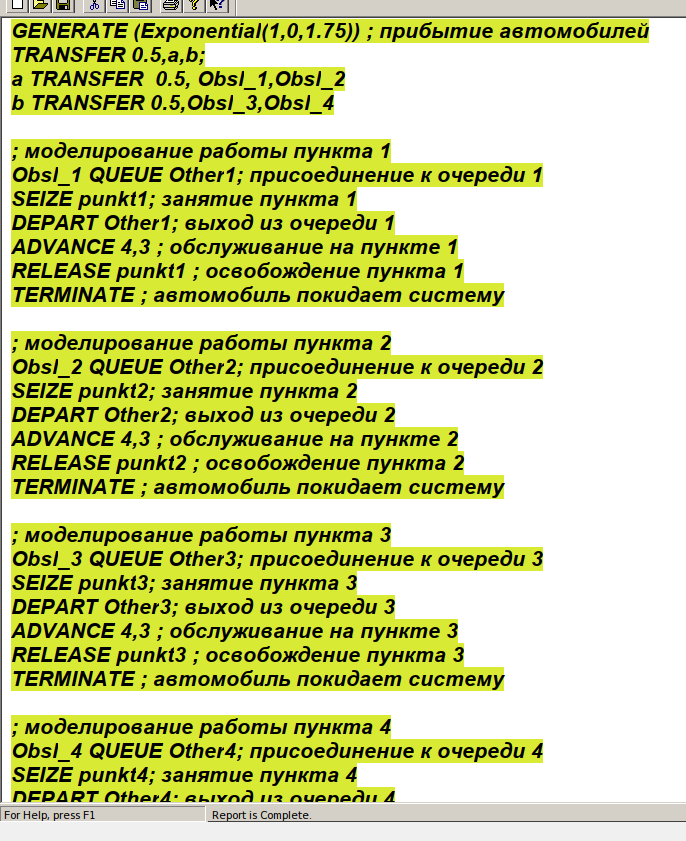 GENERATE (Exponential(1,0,1.75)) ; прибытие автомобилей
TRANSFER 0.5,a,b;
a TRANSFER  0.5, Obsl_1,Obsl_2
b TRANSFER 0.5,Obsl_3,Obsl_4
; моделирование работы пункта 1
Obsl_1 QUEUE Other1; присоединение к очереди 1
SEIZE punkt1; занятие пункта 1
DEPART Other1; выход из очереди 1
ADVANCE 4,3 ; обслуживание на пункте 1
RELEASE punkt1 ; освобождение пункта 1
TERMINATE ; автомобиль покидает систему
; моделирование работы пункта 2
Obsl_2 QUEUE Other2; присоединение к очереди 2
SEIZE punkt2; занятие пункта 2
DEPART Other2; выход из очереди 2
ADVANCE 4,3 ; обслуживание на пункте 2
RELEASE punkt2 ; освобождение пункта 2
TERMINATE ; автомобиль покидает систему
; моделирование работы пункта 3
Obsl_3 QUEUE Other3; присоединение к очереди 3
SEIZE punkt3; занятие пункта 3
DEPART Other3; выход из очереди 3
ADVANCE 4,3 ; обслуживание на пункте 3
RELEASE punkt3 ; освобождение пункта 3
TERMINATE ; автомобиль покидает систему
; моделирование работы пункта 4
Obsl_4 QUEUE Other4; присоединение к очереди 4
SEIZE punkt4; занятие пункта 4
DEPART Other4; выход из очереди 4
For Help, press F1
Report is Complete.